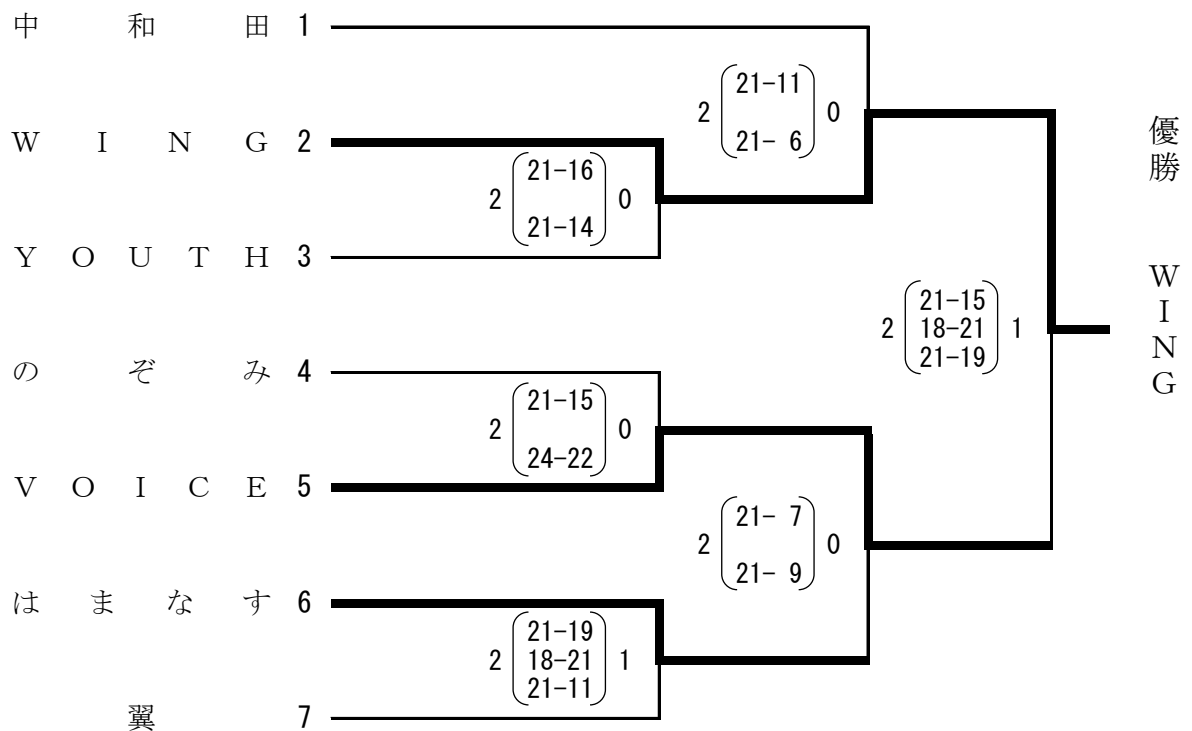 中和田 1
2 21-11 0
21- 6
WING 2
2 21-16 0
21-14
YOUTH 3
優勝 WING
2 21-15 1
18-21
21-19
のぞみ 4
2 21-15 0
24-22
VOICE 5
2 21- 7 0
21- 9
はまなす 6
2 21-19 1
18-21
21-11
翼 7